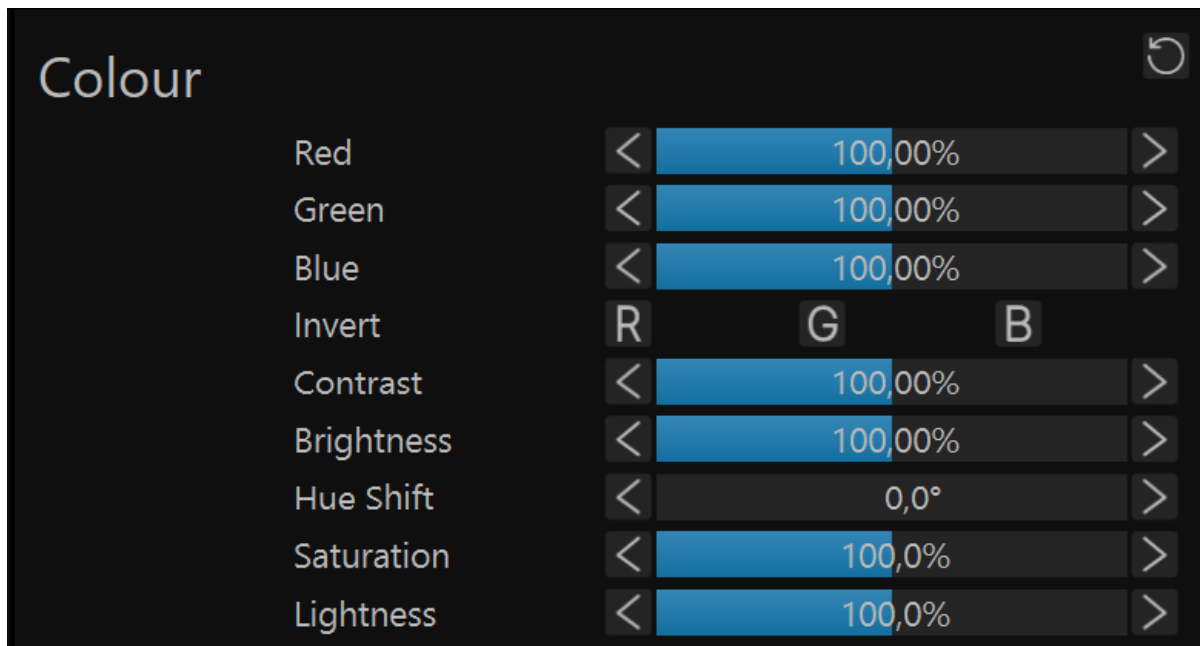 Colour
Red 100,00%
Green 100,00%
Blue 100,00%
Invert R G B
Contrast 100,00%
Brightness 100,00%
Hue Shift 0,0°
Saturation 100,0%
Lightness 100,0%